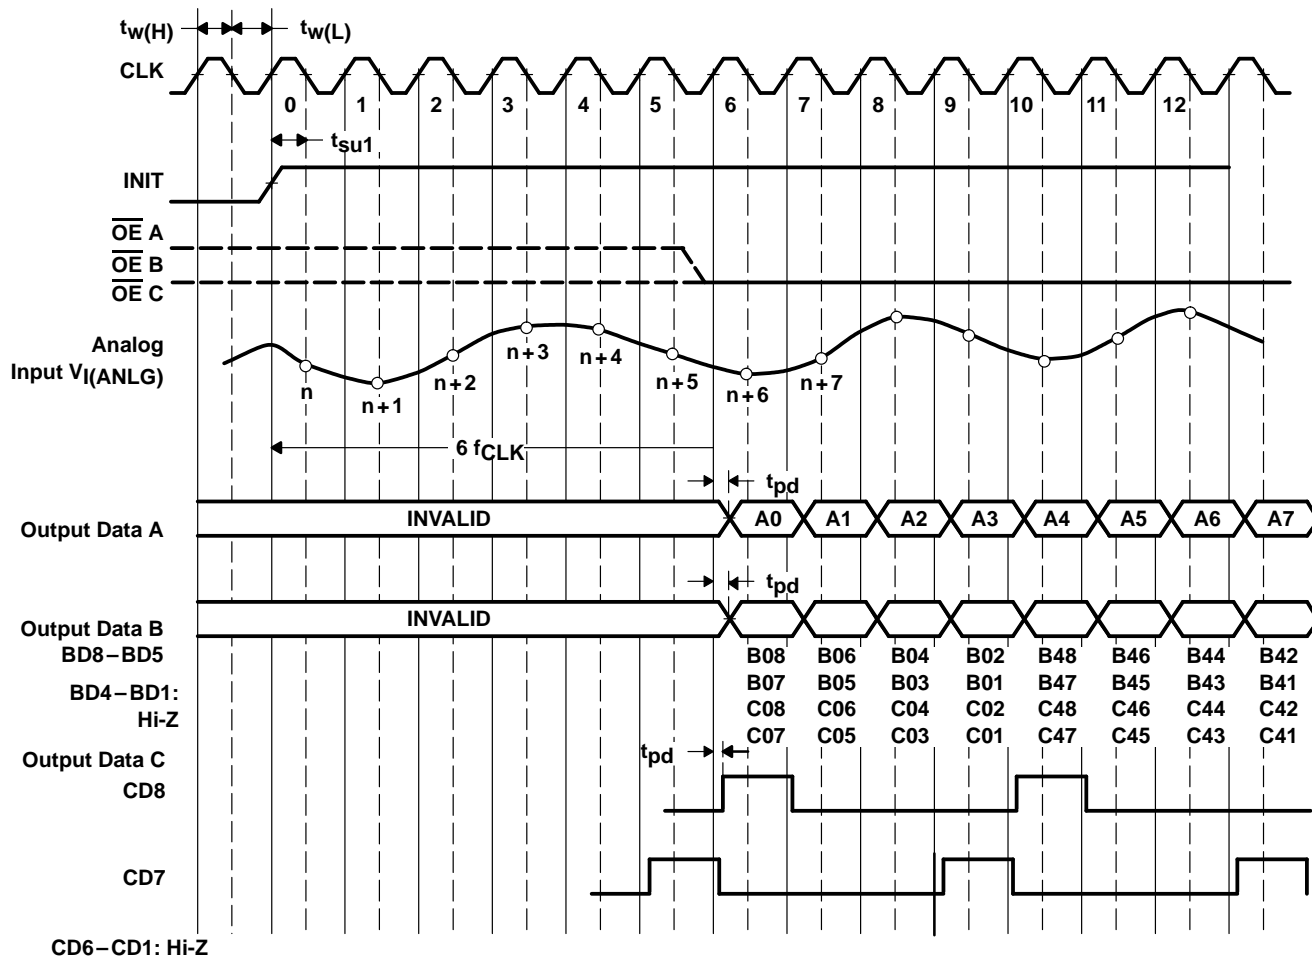 tw(H) tw(L)
CLK
0 1 2 3 4 5 6 7 8 9 10 11 12
tsu1
INIT
OE A
OE B
OE C
Analog
Input VI(ANLG)
n n+1 n+2 n+3 n+4 n+5 n+6 n+7
6 fCLK
tpd
Output Data A INVALID A0 A1 A2 A3 A4 A5 A6 A7
tpd
Output Data B INVALID
BD8–BD5 B08 B06 B04 B02 B48 B46 B44 B42
B07 B05 B03 B01 B47 B45 B43 B41
BD4–BD1:
Hi-Z
C08 C06 C04 C02 C48 C46 C44 C42
C07 C05 C03 C01 C47 C45 C43 C41
Output Data C tpd
CD8
CD7
CD6–CD1: Hi-Z